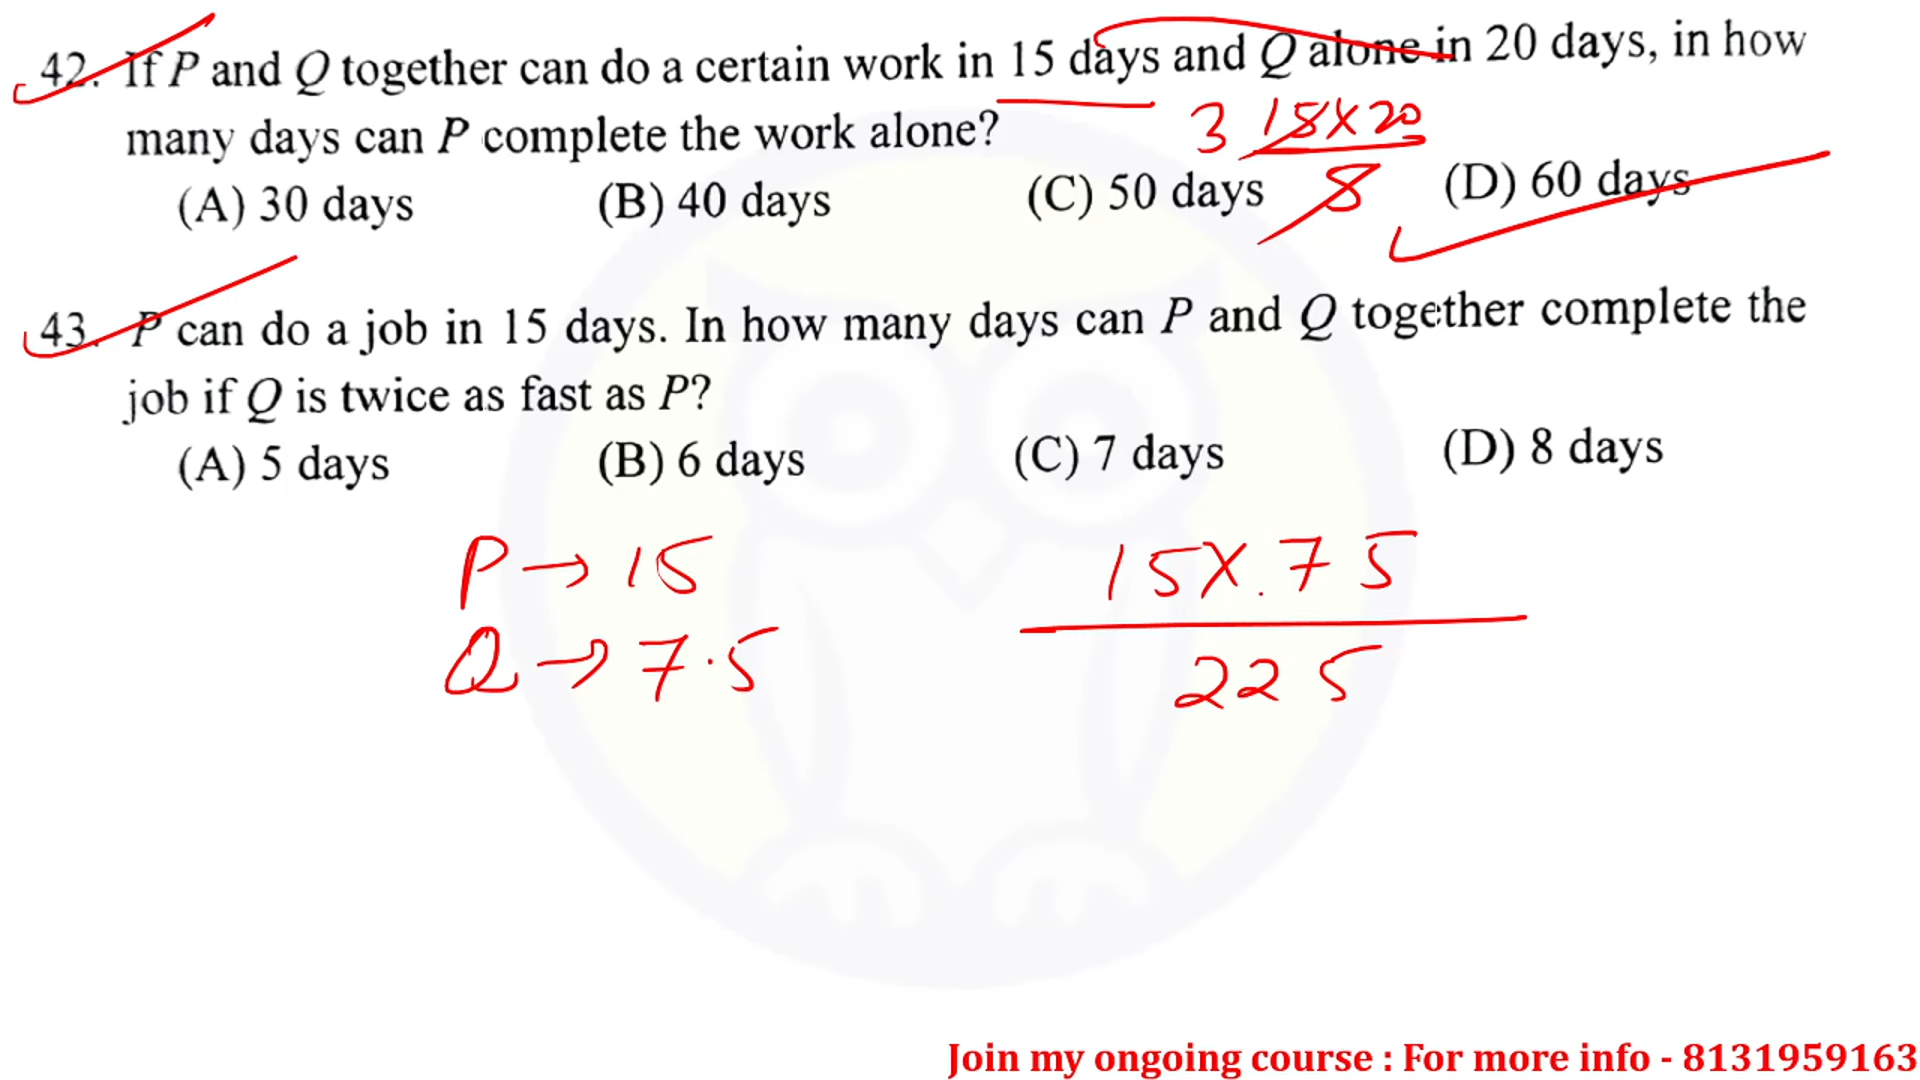 42. If P and Q together can do a certain work in 15 days and Q alone in 20 days, in how
many days can P complete the work alone?
3 15×20
5
(A) 30 days (B) 40 days (C) 50 days (D) 60 days
43. P can do a job in 15 days. In how many days can P and Q together complete the
job if Q is twice as fast as P?
(A) 5 days (B) 6 days (C) 7 days (D) 8 days
P → 15
15×.75
Q → 7.5
225
Join my ongoing course : For more info - 8131959163